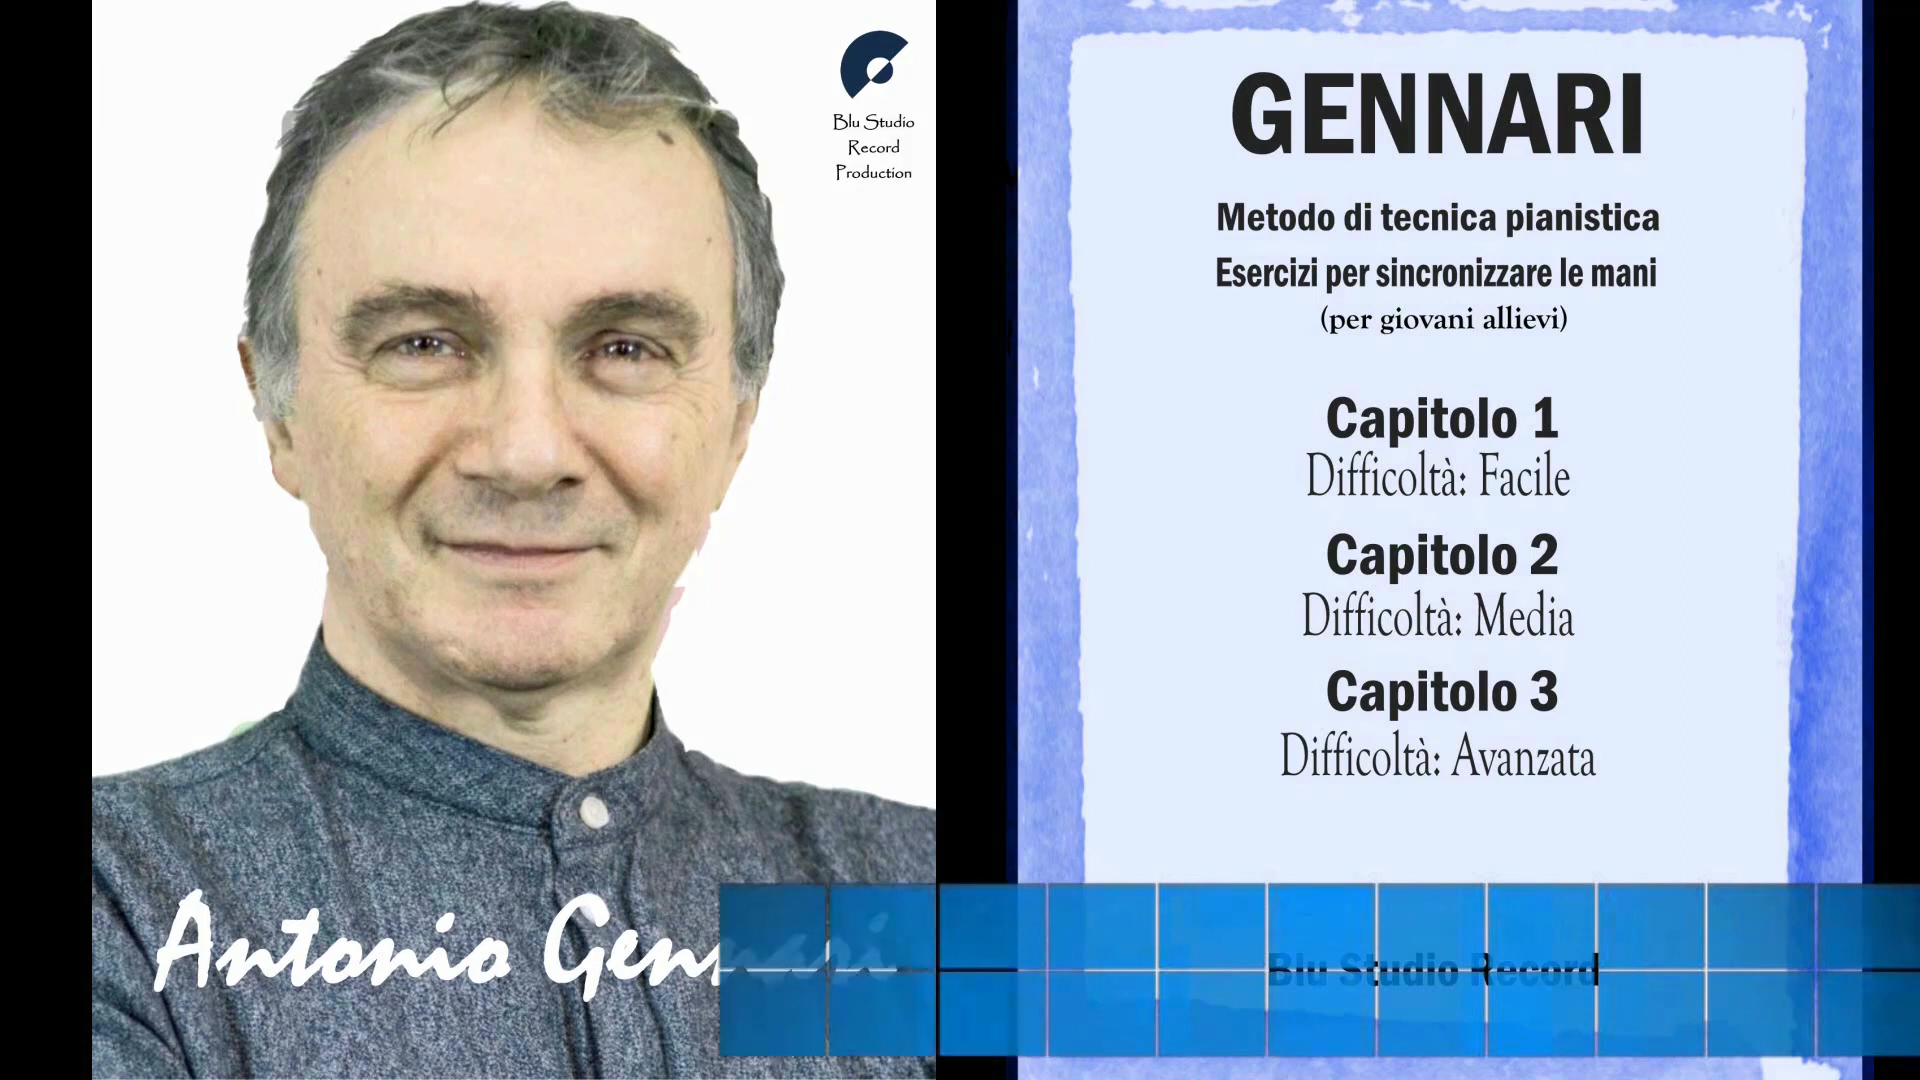 Blu Studio
Record
Production
Antonio Gennari
GENNARI
Metodo di tecnica pianistica
Esercizi per sincronizzare le mani
(per giovani allievi)
Capitolo 1
Difficoltà: Facile
Capitolo 2
Difficoltà: Media
Capitolo 3
Difficoltà: Avanzata
Blu Studio Record